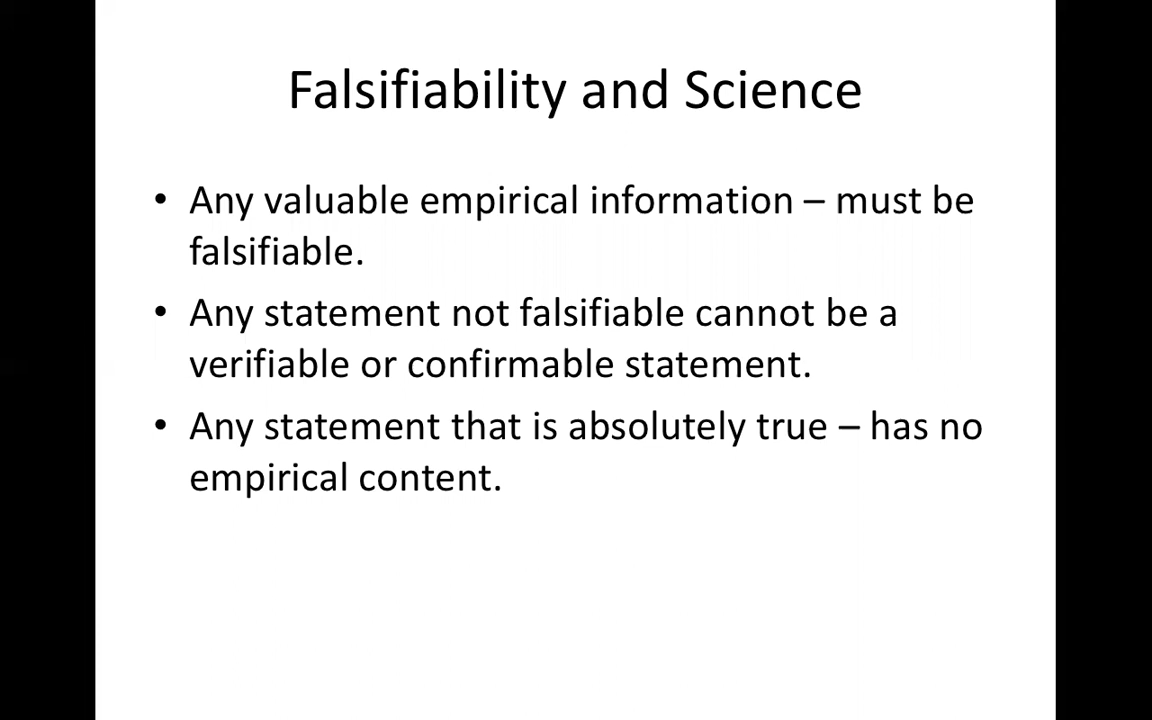 Falsifiability and Science
• Any valuable empirical information – must be
falsifiable.
• Any statement not falsifiable cannot be a
verifiable or confirmable statement.
• Any statement that is absolutely true – has no
empirical content.